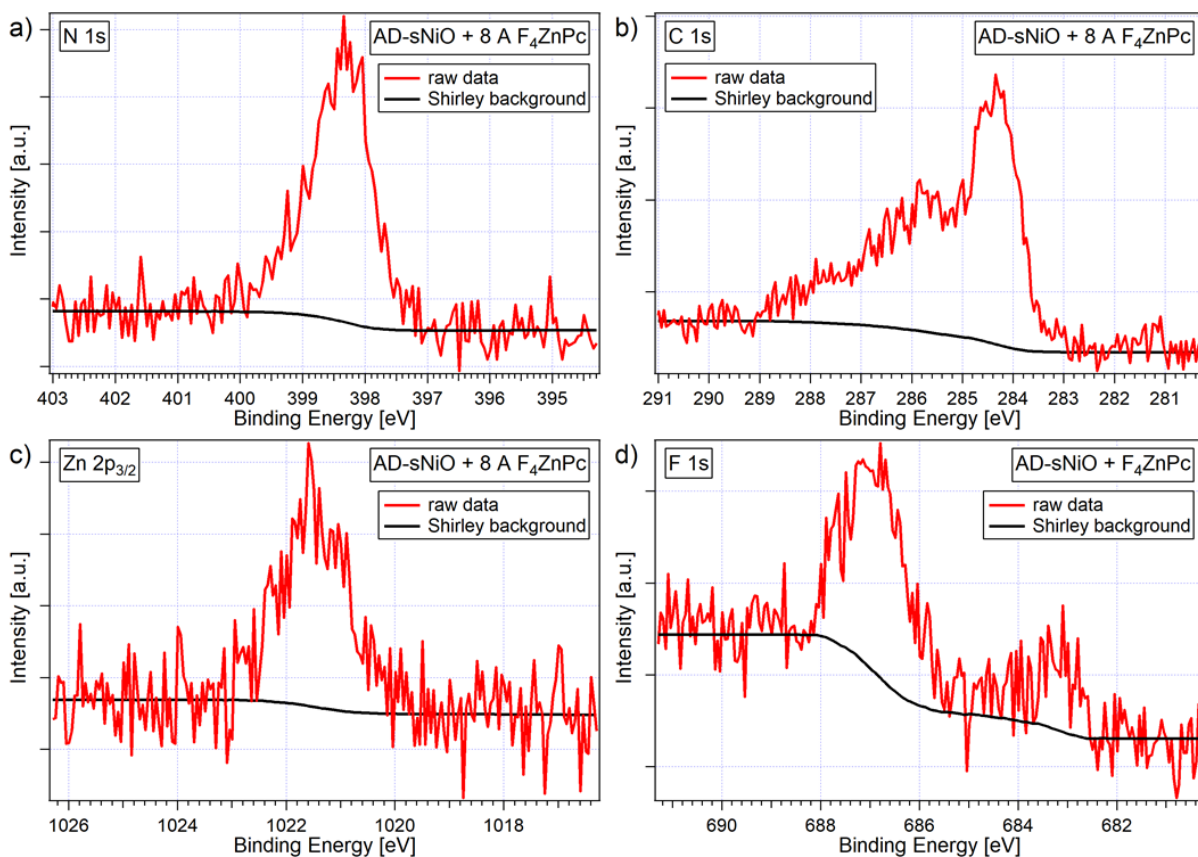 a)
N 1s
AD-sNiO + 8 A F₄ZnPc
raw data
Shirley background
Intensity [a.u.]
403 402 401 400 399 398 397 396 395
Binding Energy [eV]
b)
C 1s
AD-sNiO + 8 A F₄ZnPc
raw data
Shirley background
Intensity [a.u.]
291 290 289 288 287 286 285 284 283 282 281
Binding Energy [eV]
c)
Zn 2p₃/₂
AD-sNiO + 8 A F₄ZnPc
raw data
Shirley background
Intensity [a.u.]
1026 1024 1022 1020 1018
Binding Energy [eV]
d)
F 1s
AD-sNiO + F₄ZnPc
raw data
Shirley background
Intensity [a.u.]
690 688 686 684 682
Binding Energy [eV]